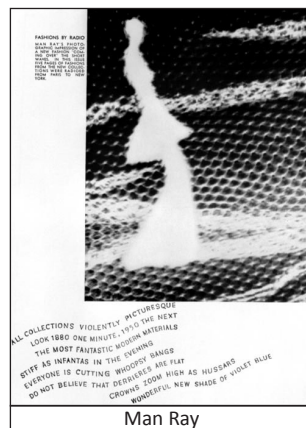 FASHIONS BY RADIO
MAN RAY'S PHOTO-
GRAPHIC IMPRESSION OF
A NEW FASHION "COM-
ING OVER" THE SHORT
WAVES. IN THIS ISSUE
FIVE PAGES OF FASHIONS
FROM THE NEW COLLEC-
TIONS WERE RADIOED
FROM PARIS TO NEW
YORK.
ALL COLLECTIONS VIOLENTLY PICTURESQUE
LOOK 1880 ONE MINUTE, 1950 THE NEXT
THE MOST FANTASTIC MODERN MATERIALS
STIFF AS INFANTAS IN THE EVENING
EVERYONE IS CUTTING WHOOPSY BANGS
DO NOT BELIEVE THAT DERRIERES ARE FLAT
CROWNS ZOOM HIGH AS HUSSARS
WONDERFUL NEW SHADE OF VIOLET BLUE
Man Ray